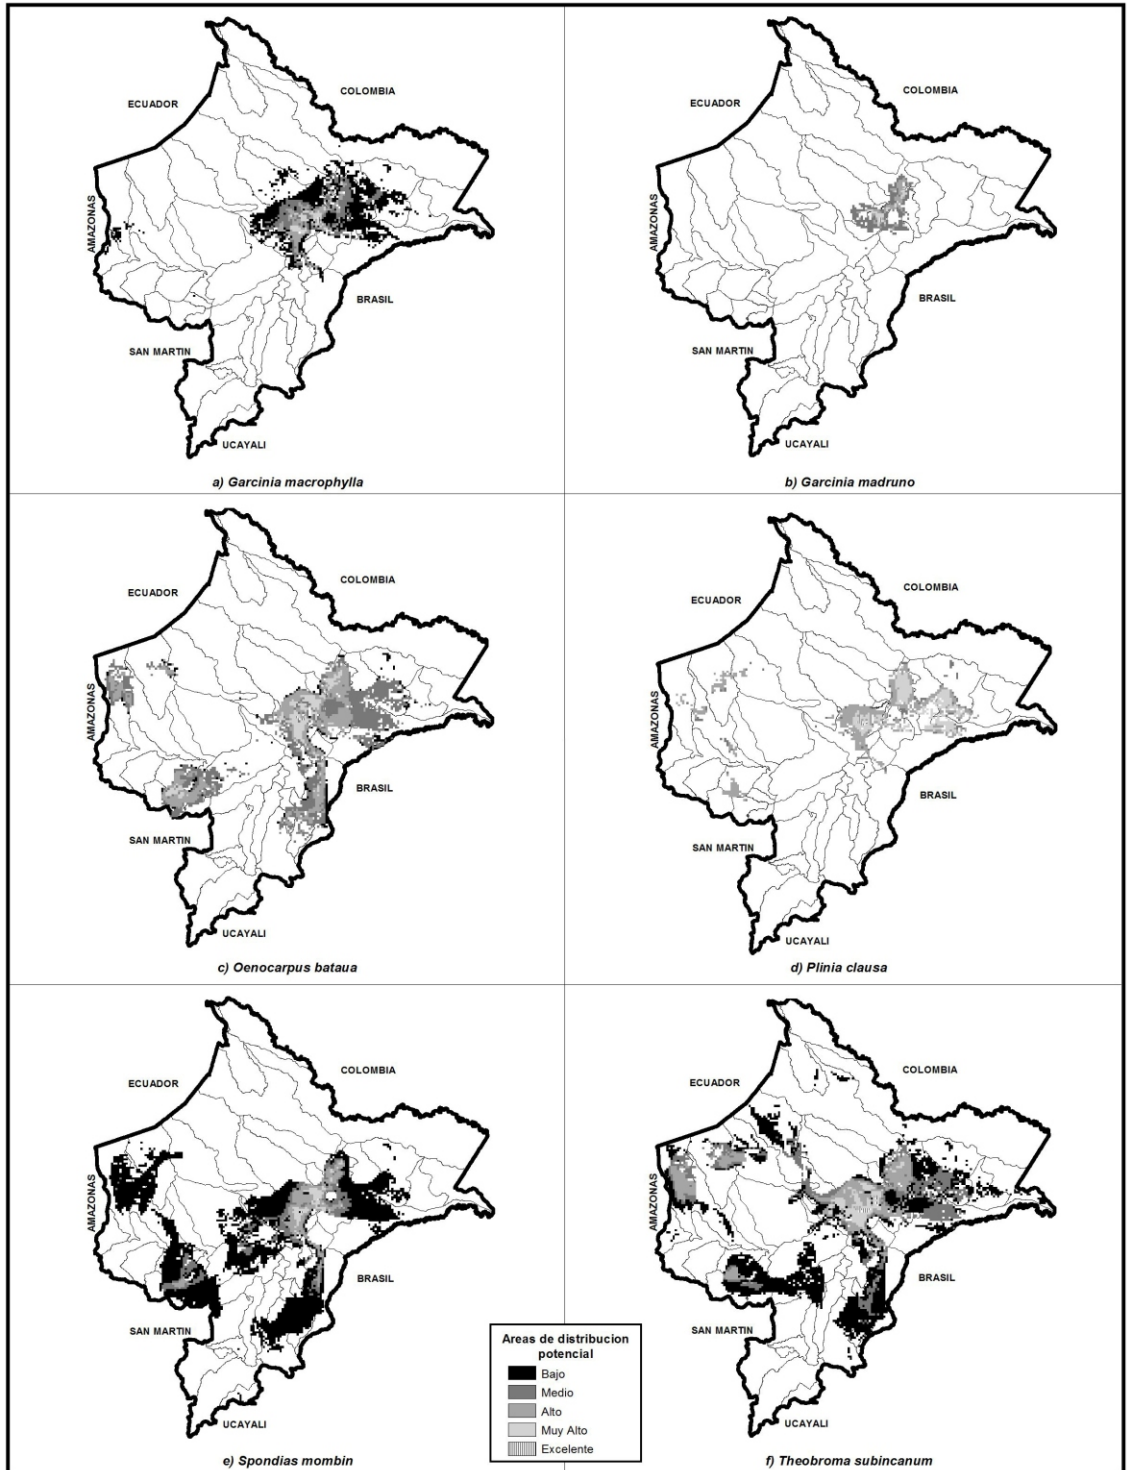 COLOMBIA
ECUADOR
AMAZONAS
BRASIL
SAN MARTIN
UCAYALI
a) Garcinia macrophylla
COLOMBIA
ECUADOR
AMAZONAS
BRASIL
SAN MARTIN
UCAYALI
b) Garcinia madruno
COLOMBIA
ECUADOR
AMAZONAS
BRASIL
SAN MARTIN
UCAYALI
c) Oenocarpus bataua
COLOMBIA
ECUADOR
AMAZONAS
BRASIL
SAN MARTIN
UCAYALI
d) Plinia clausa
COLOMBIA
ECUADOR
AMAZONAS
BRASIL
SAN MARTIN
UCAYALI
e) Spondias mombin
COLOMBIA
ECUADOR
AMAZONAS
BRASIL
SAN MARTIN
UCAYALI
f) Theobroma subincanum
Areas de distribucion
potencial
Bajo
Medio
Alto
Muy Alto
Excelente